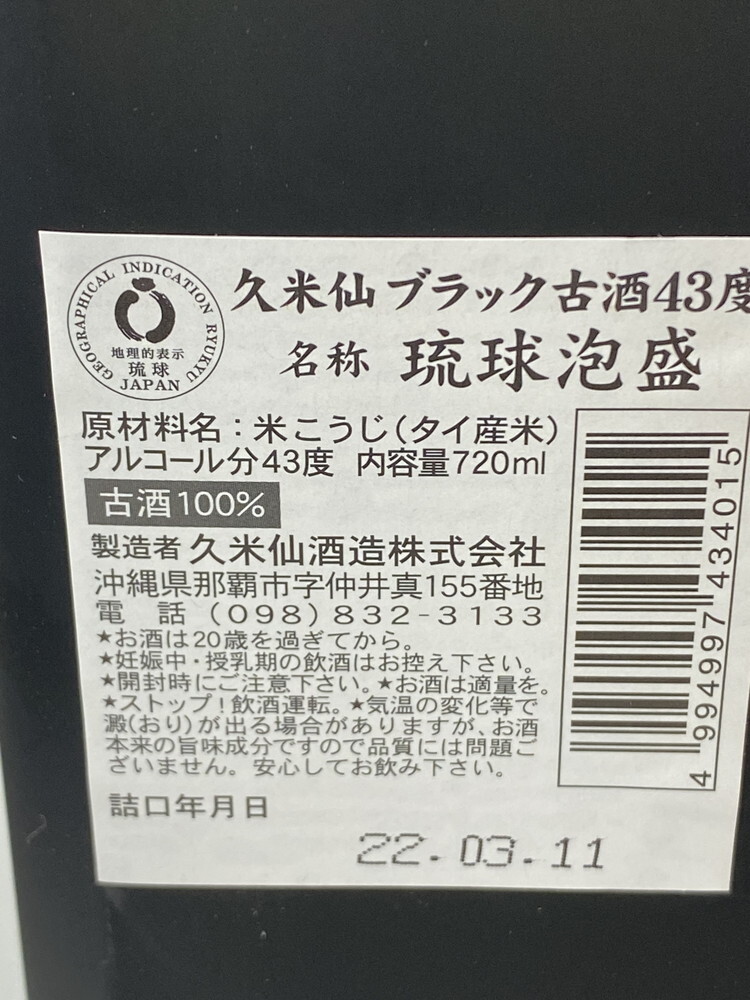 GEOGRAPHICAL INDICATION RYUKYU
地理的表示
琉球
JAPAN
久米仙 ブラック古酒43度
名称 琉球泡盛
原材料名：米こうじ(タイ産米)
アルコール分43度 内容量720ml
古酒100%
製造者 久米仙酒造株式会社
沖縄県那覇市字仲井真155番地
電 話 (098)832-3133
★お酒は20歳を過ぎてから。
★妊娠中・授乳期の飲酒はお控え下さい。
★開封時にご注意下さい。★お酒は適量を。
★ストップ！飲酒運転。★気温の変化等で
澱(おり)が出る場合がありますが、お酒
本来の旨味成分ですので品質には問題ご
ざいません。安心してお飲み下さい。
詰口年月日
22.03.11
4 994997 434015